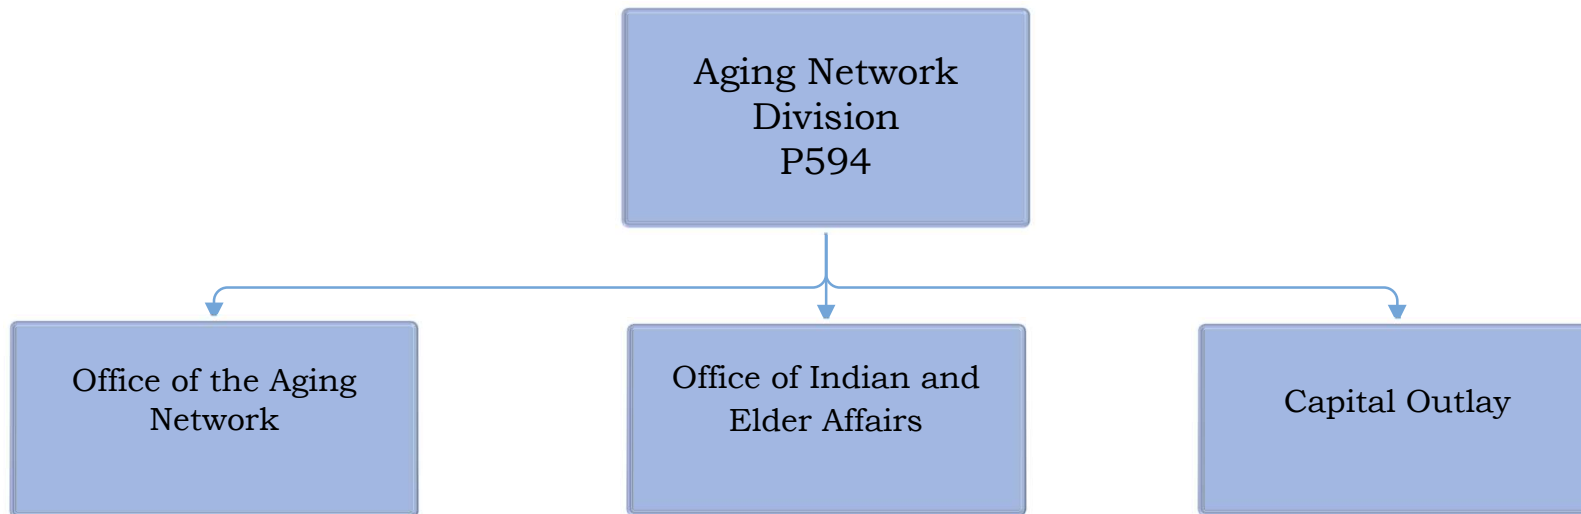 Aging Network
Division
P594
Office of the Aging
Network
Office of Indian and
Elder Affairs
Capital Outlay